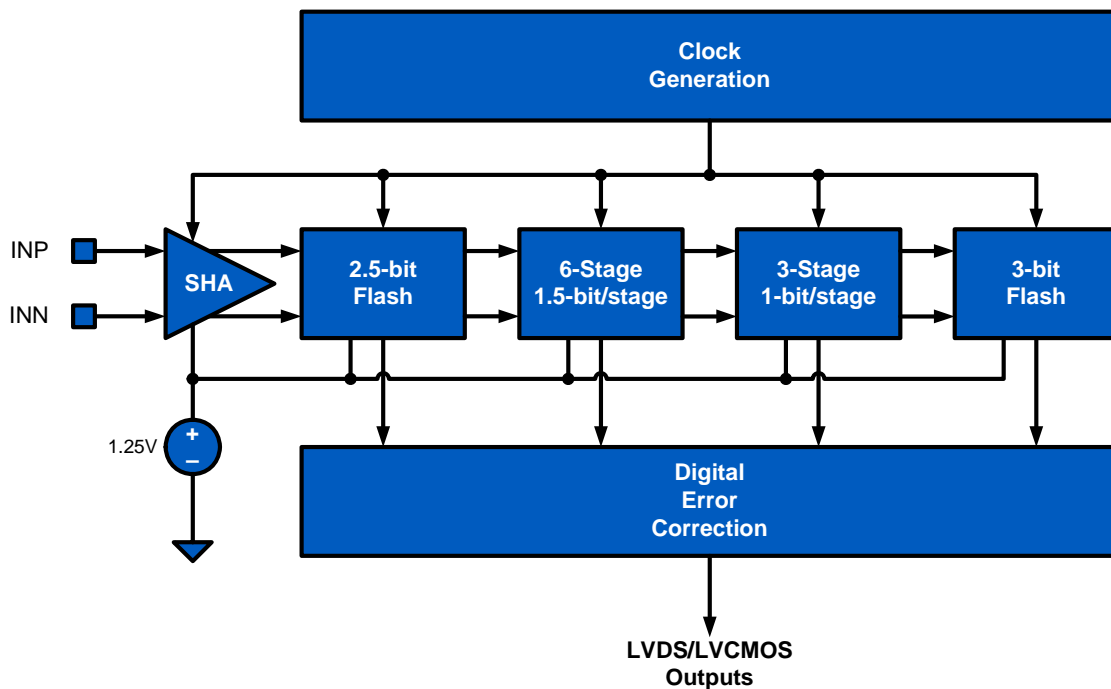 Clock
Generation
INP
INN
SHA
2.5-bit
Flash
6-Stage
1.5-bit/stage
3-Stage
1-bit/stage
3-bit
Flash
1.25V
+
–
Digital
Error
Correction
LVDS/LVCMOS
Outputs